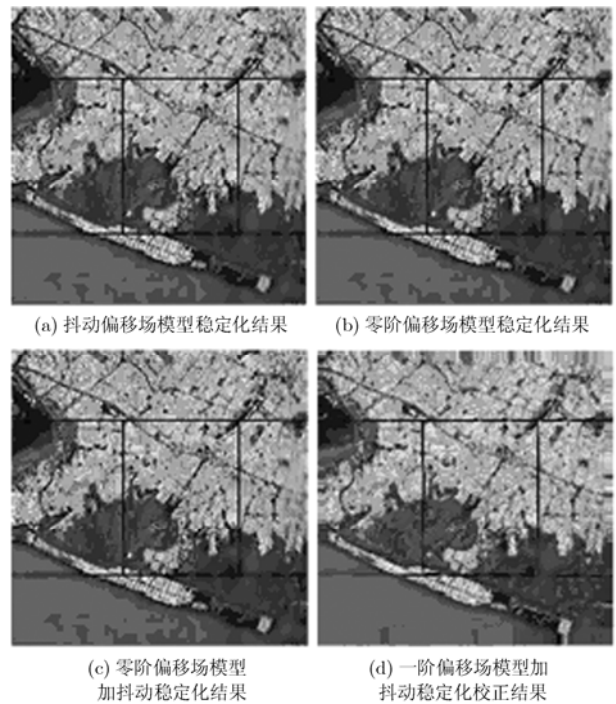 (a) 抖动偏移场模型稳定化结果
(b) 零阶偏移场模型稳定化结果
(c) 零阶偏移场模型
加抖动稳定化结果
(d) 一阶偏移场模型加
抖动稳定化校正结果